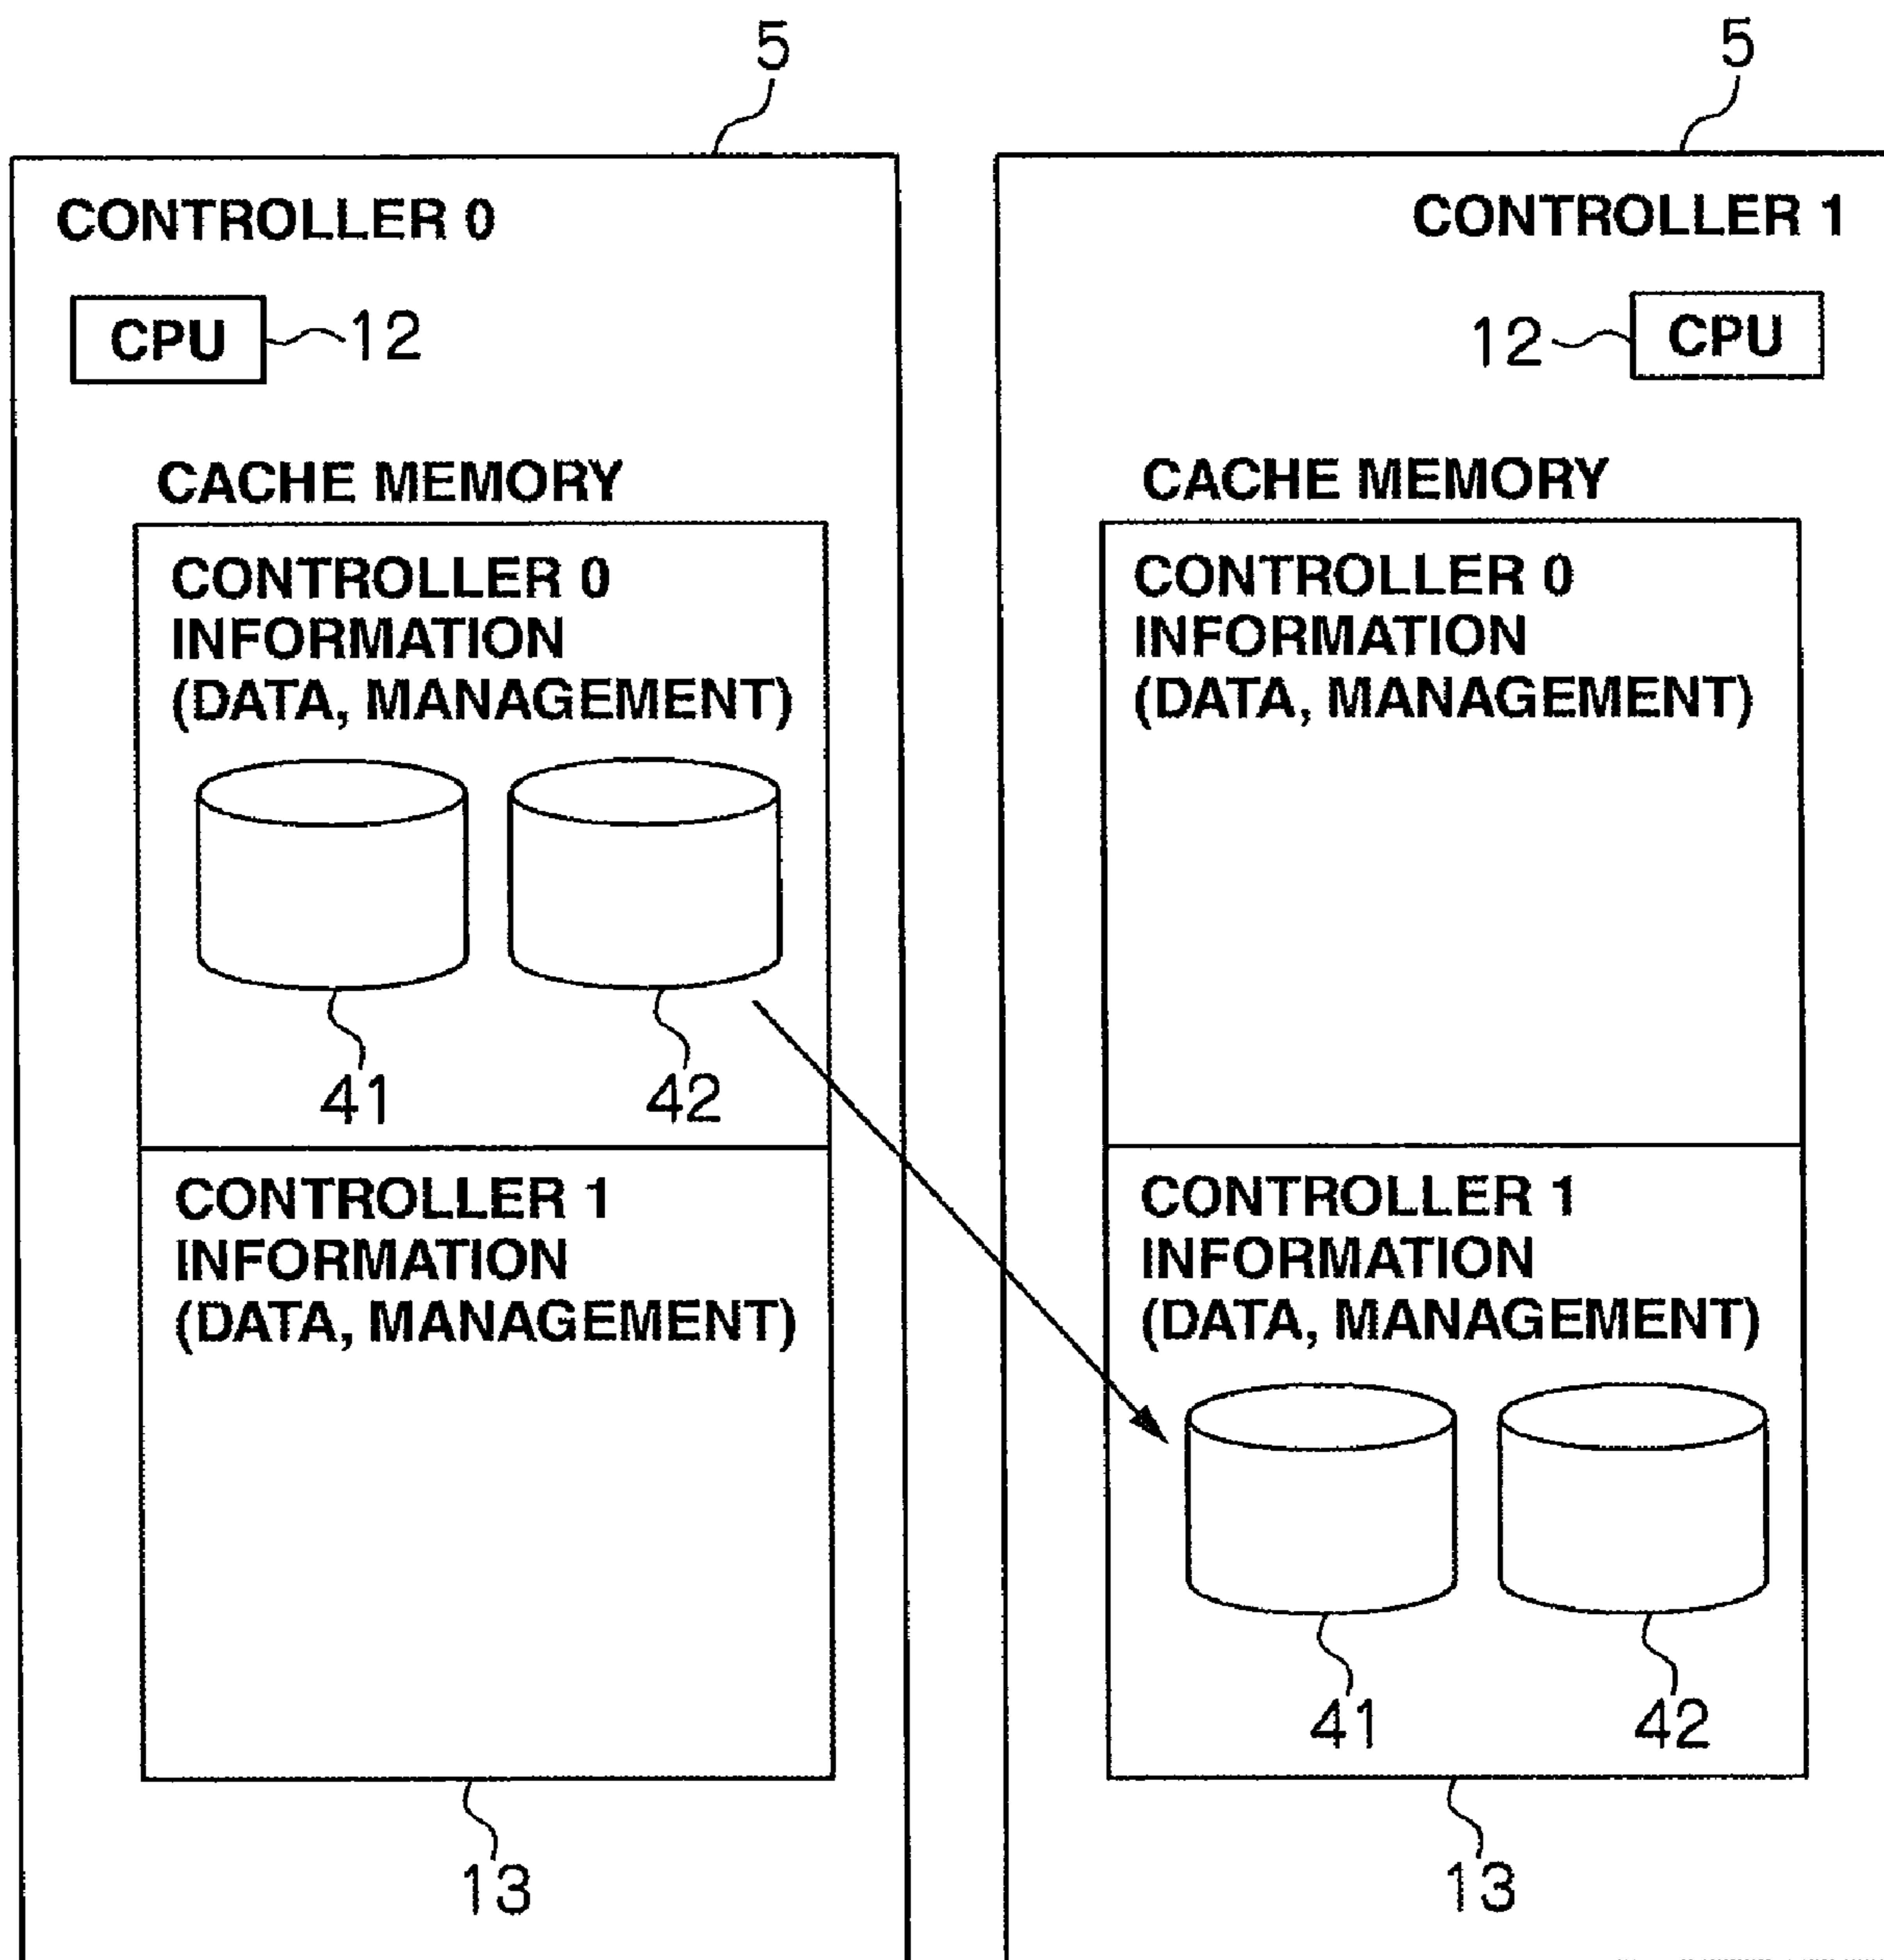 5
CONTROLLER 0
CPU
12
CACHE MEMORY
CONTROLLER 0
INFORMATION
(DATA, MANAGEMENT)
41
42
CONTROLLER 1
INFORMATION
(DATA, MANAGEMENT)
13
5
CONTROLLER 1
12
CPU
CACHE MEMORY
CONTROLLER 0
INFORMATION
(DATA, MANAGEMENT)
CONTROLLER 1
INFORMATION
(DATA, MANAGEMENT)
41
42
13